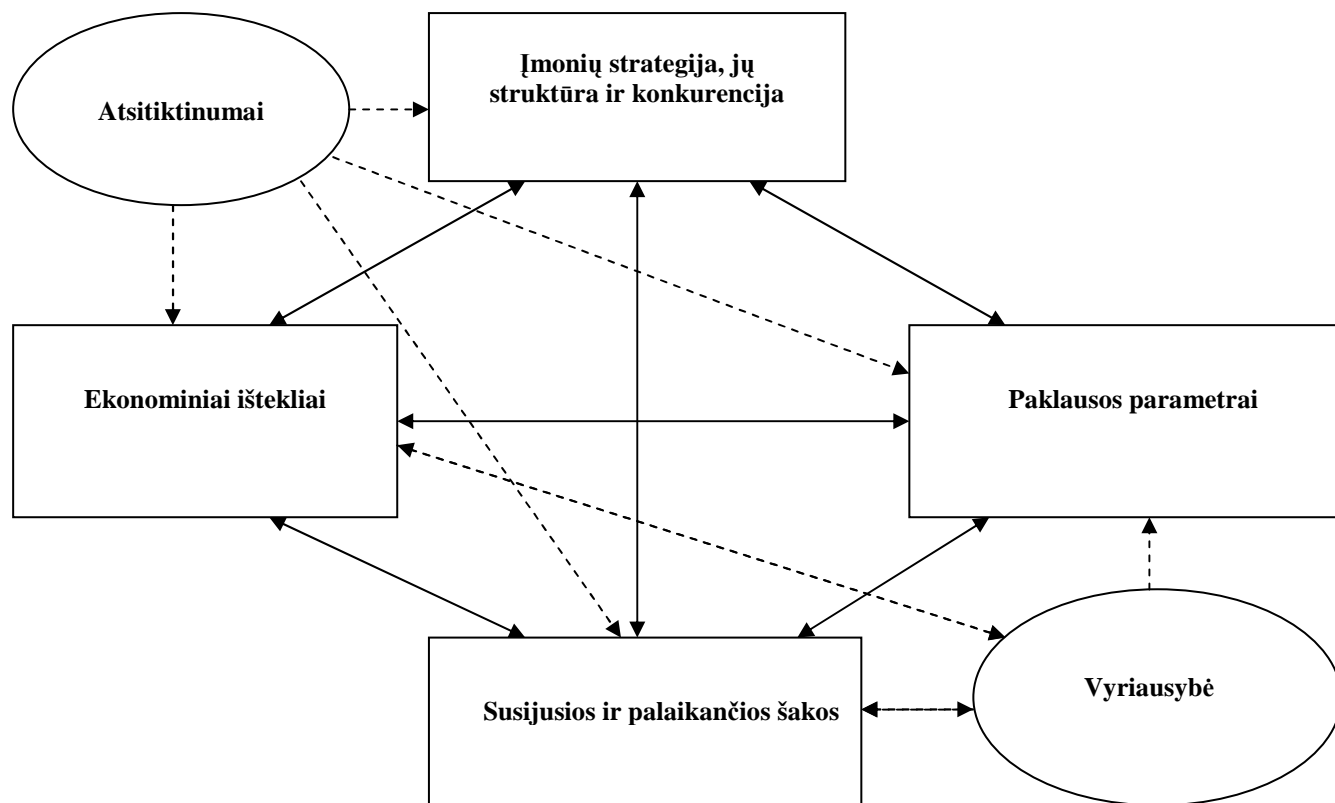 Įmonių strategija, jų
struktūra ir konkurencija
Atsitiktinumai
Ekonominiai ištekliai
Paklausos parametrai
Vyriausybė
Susijusios ir palaikančios šakos